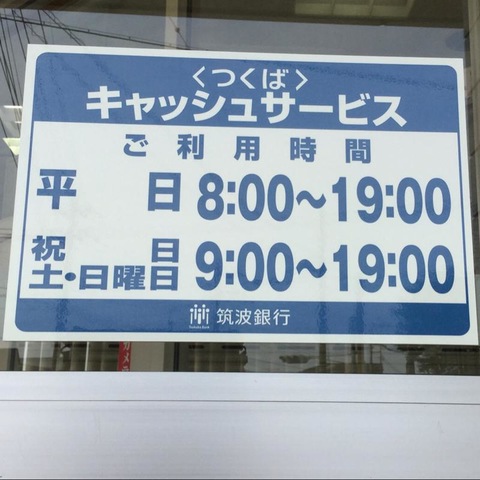 〈つくば〉
キャッシュサービス
ご利用時間
平日 8:00～19:00
祝日
土・日曜日 9:00～19:00
筑波銀行